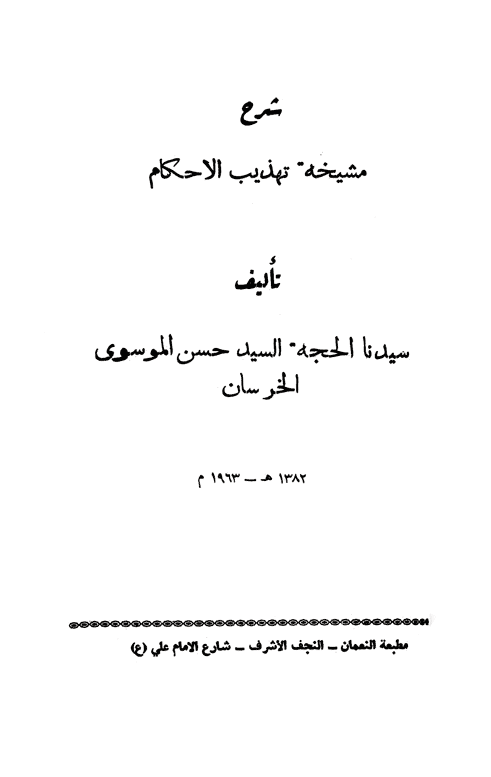 شرح
مشيخة تهذيب الاحكام
تأليف
سيدنا الحجة السيد حسن الموسوى
الخرسان
١٣٨٢ هـ – ١٩٦٣ م
مطبعة النعمان – النجف الأشرف – شارع الامام علي (ع)